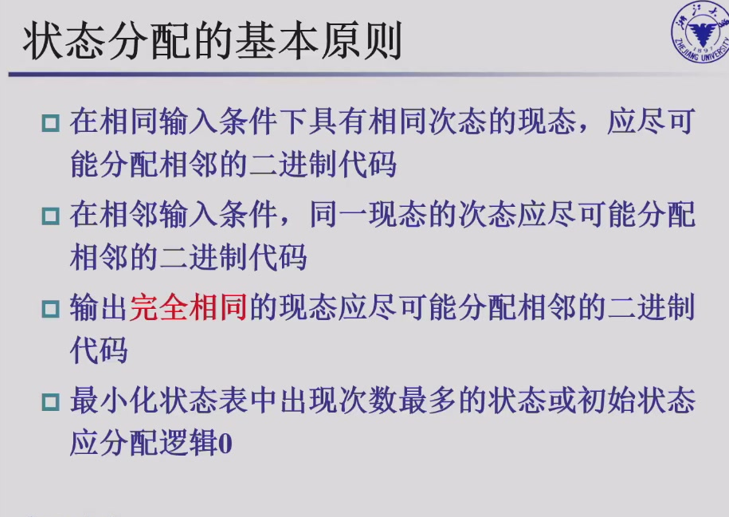 状态分配的基本原则
在相同输入条件下具有相同次态的现态，应尽可
能分配相邻的二进制代码
在相邻输入条件，同一现态的次态应尽可能分配
相邻的二进制代码
输出完全相同的现态应尽可能分配相邻的二进制
代码
最小化状态表中出现次数最多的状态或初始状态
应分配逻辑0
ZHEJIANG UNIVERSITY